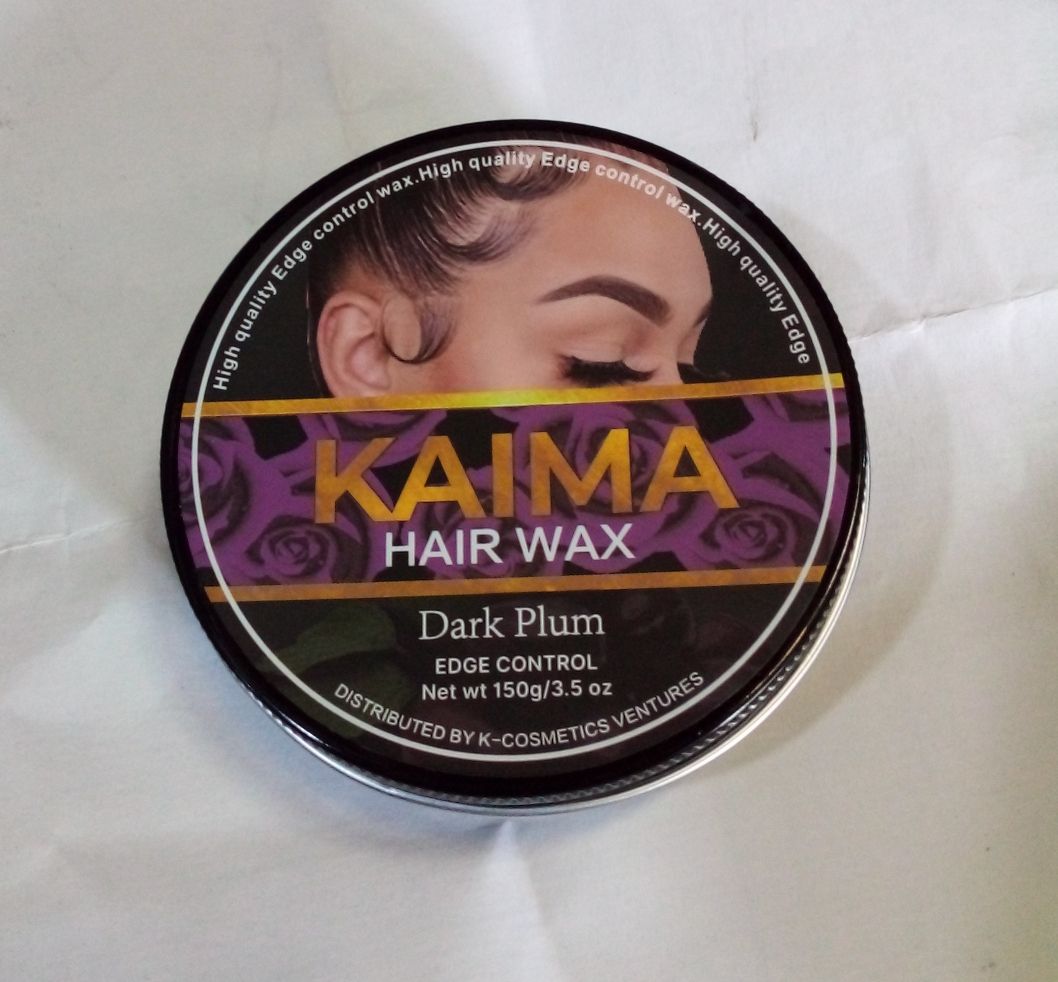 High quality Edge control wax.High quality Edge control wax.High quality Edge
KAIMA
HAIR WAX
Dark Plum
EDGE CONTROL
Net wt 150g/3.5 oz
DISTRIBUTED BY K-COSMETICS VENTURES